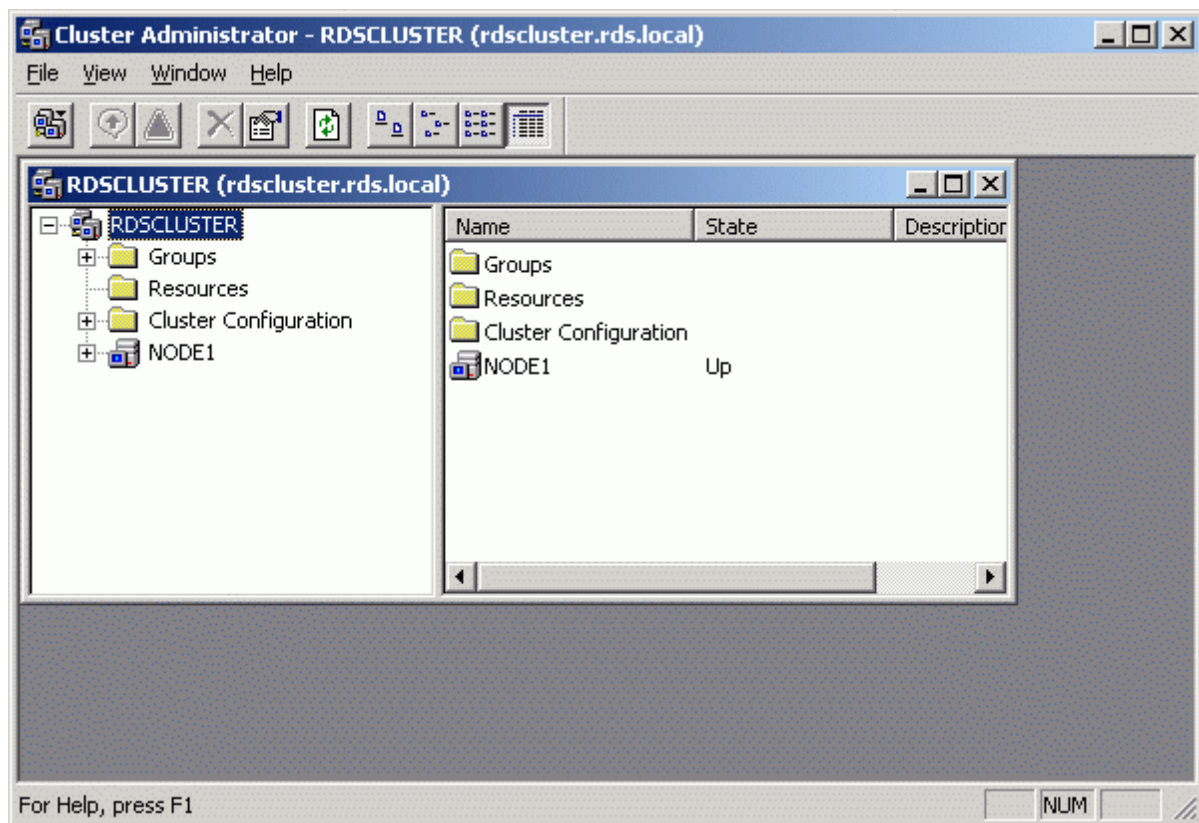 Cluster Administrator - RDSCLUSTER (rdscluster.rds.local)
File View Window Help
RDSCLUSTER (rdscluster.rds.local)
RDSCLUSTER
Groups
Resources
Cluster Configuration
NODE1
Name State Description
Groups
Resources
Cluster Configuration
NODE1 Up
For Help, press F1
NUM